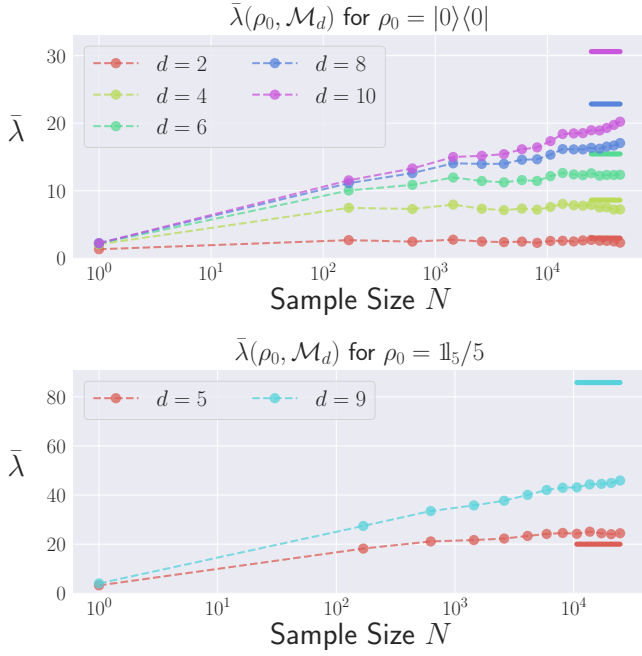 λ̄(ρ₀, ℳ_d) for ρ₀ = |0⟩⟨0|
30
20
10
0
λ̄
d = 2
d = 4
d = 6
d = 8
d = 10
10⁰
10¹
10²
10³
10⁴
Sample Size N
λ̄(ρ₀, ℳ_d) for ρ₀ = 𝟙₅/5
80
60
40
20
0
λ̄
d = 5
d = 9
10⁰
10¹
10²
10³
10⁴
Sample Size N